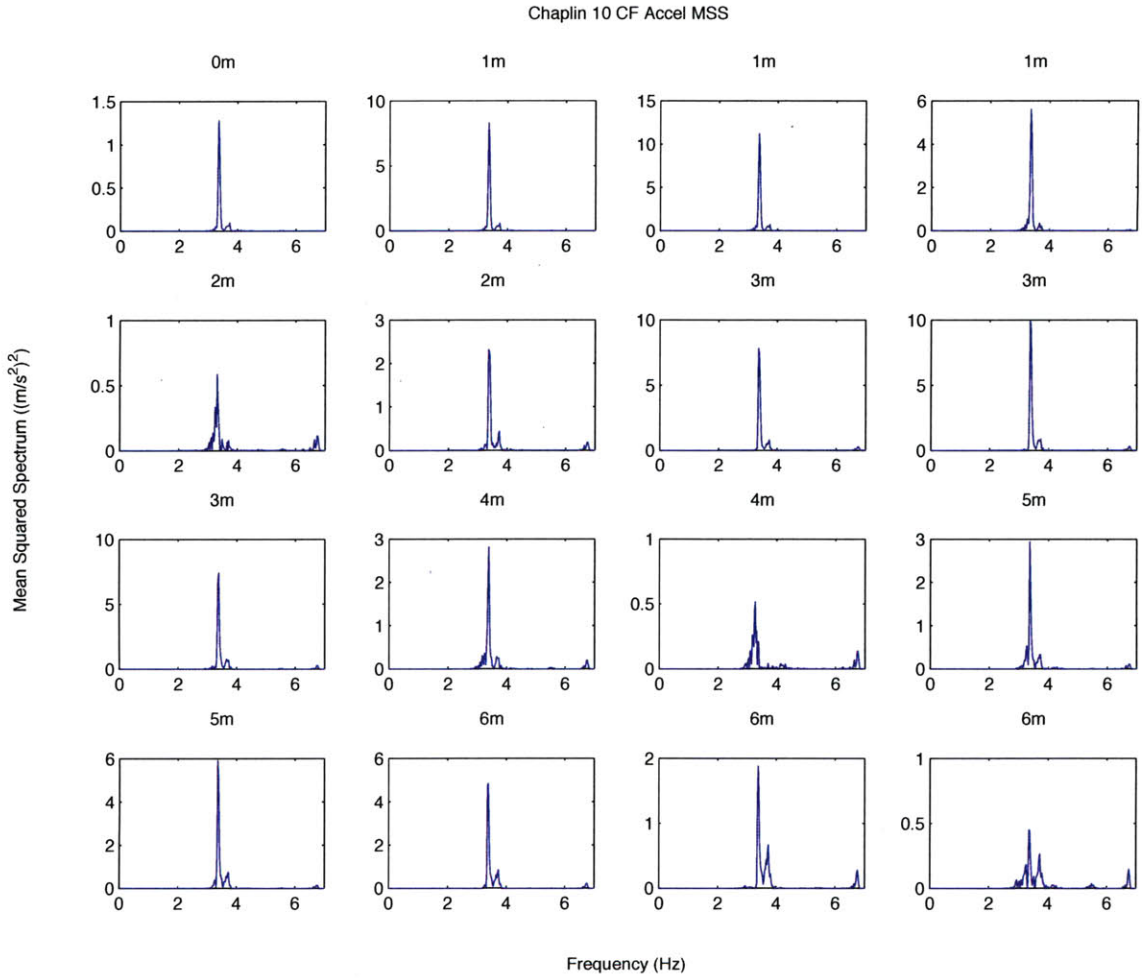 Chaplin 10 CF Accel MSS
0m 1m 1m 1m
1.5 10 15 6
1 10 4
0.5 5 5 2
0 0 0 0
0 2 4 6 0 2 4 6 0 2 4 6 0 2 4 6
2m 2m 3m 3m
1 3 10 10
2
0.5 1 5 5
0 0 0 0
0 2 4 6 0 2 4 6 0 2 4 6 0 2 4 6
Mean Squared Spectrum ((m/s²)²)
3m 4m 4m 5m
10 3 1 3
2 2
5 1 0.5 1
0 0 0 0
0 2 4 6 0 2 4 6 0 2 4 6 0 2 4 6
5m 6m 6m 6m
6 6 2 1
4 4
2 2 1 0.5
0 0 0 0
0 2 4 6 0 2 4 6 0 2 4 6 0 2 4 6
Frequency (Hz)